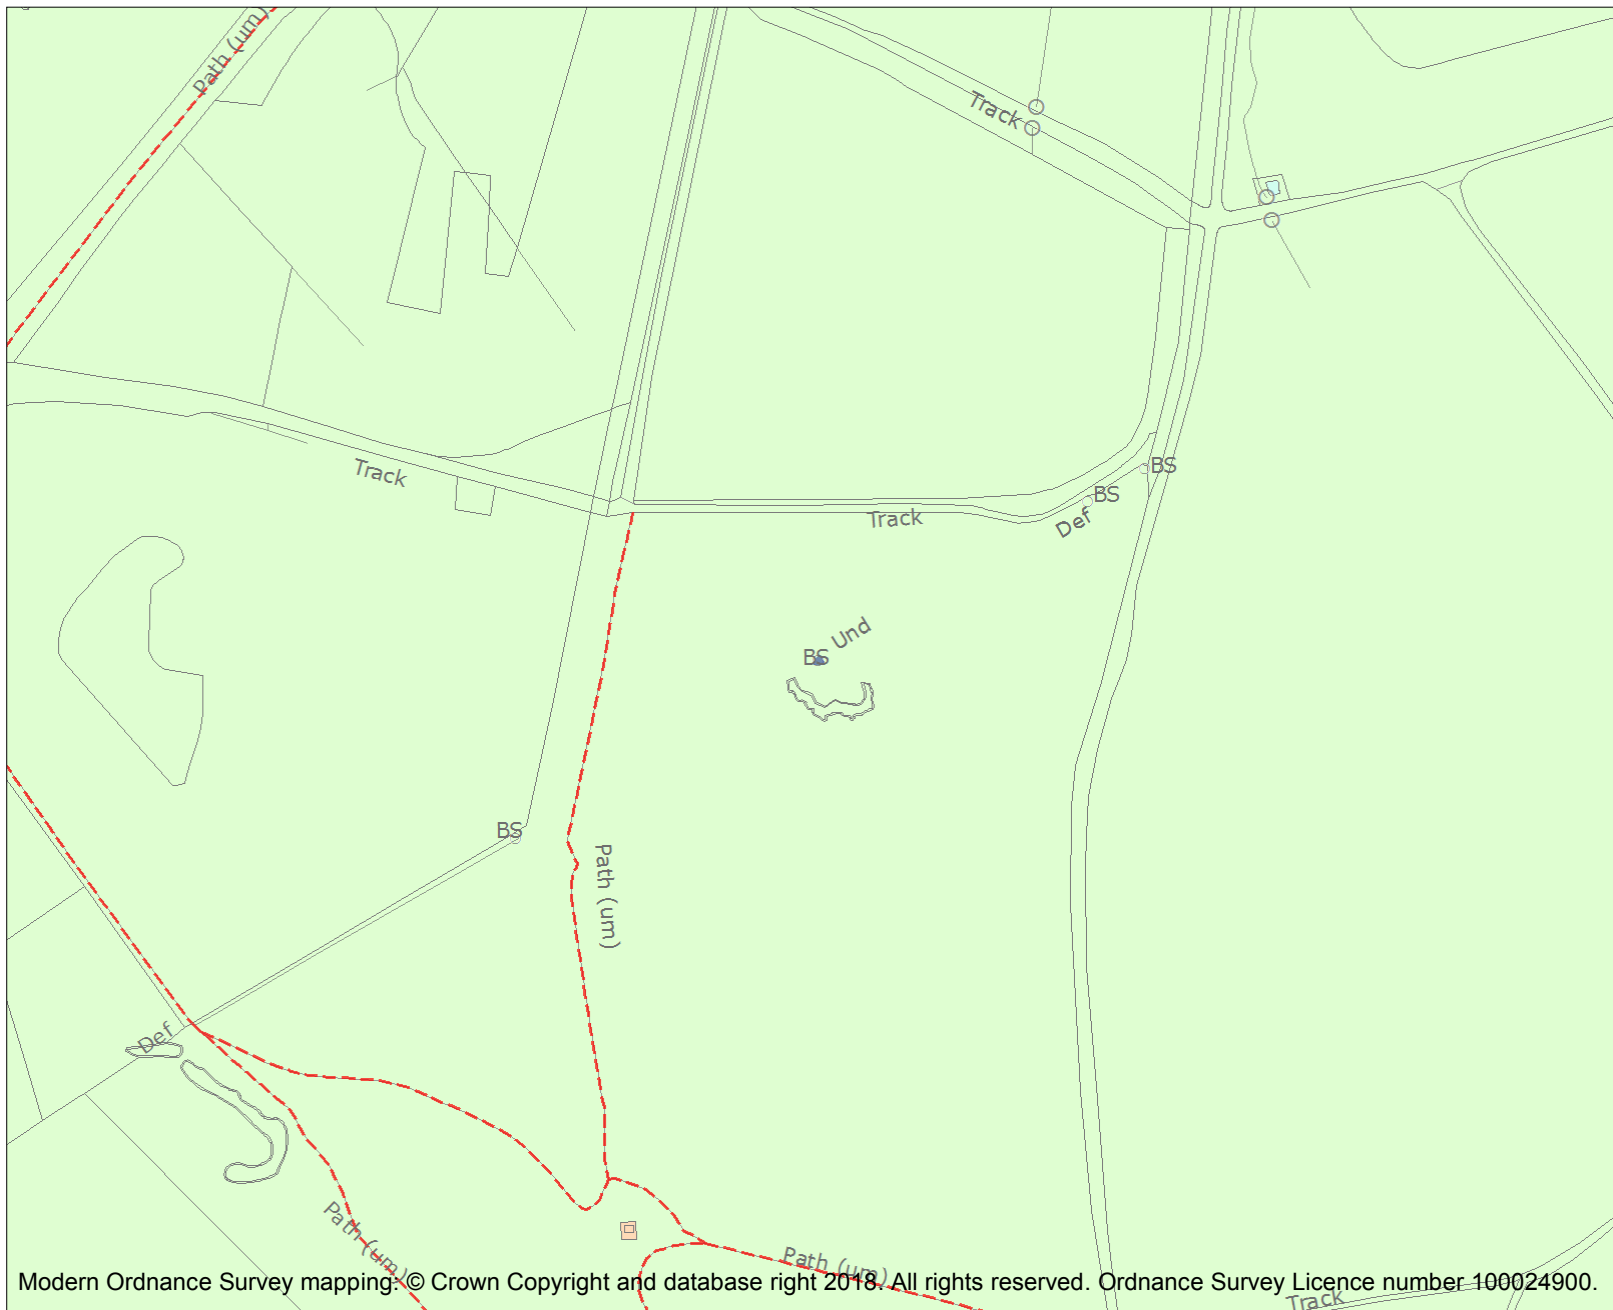 Path (um)
Track
Track
BS
BS
Track
Def
Und
BS
BS
Path (um)
Def
Path (um)
Path (um)
Modern Ordnance Survey mapping: © Crown Copyright and database right 2018. All rights reserved. Ordnance Survey Licence number 100024900.
Track